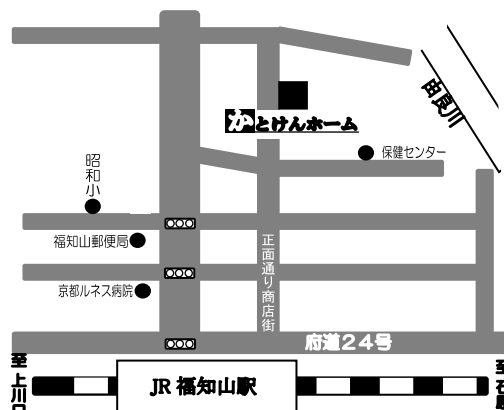 由良川
かとけんホーム
保健センター
昭和小
福知山郵便局
正面通り商店街
京都ルネス病院
府道24号
至上川口
JR 福知山駅
至石原